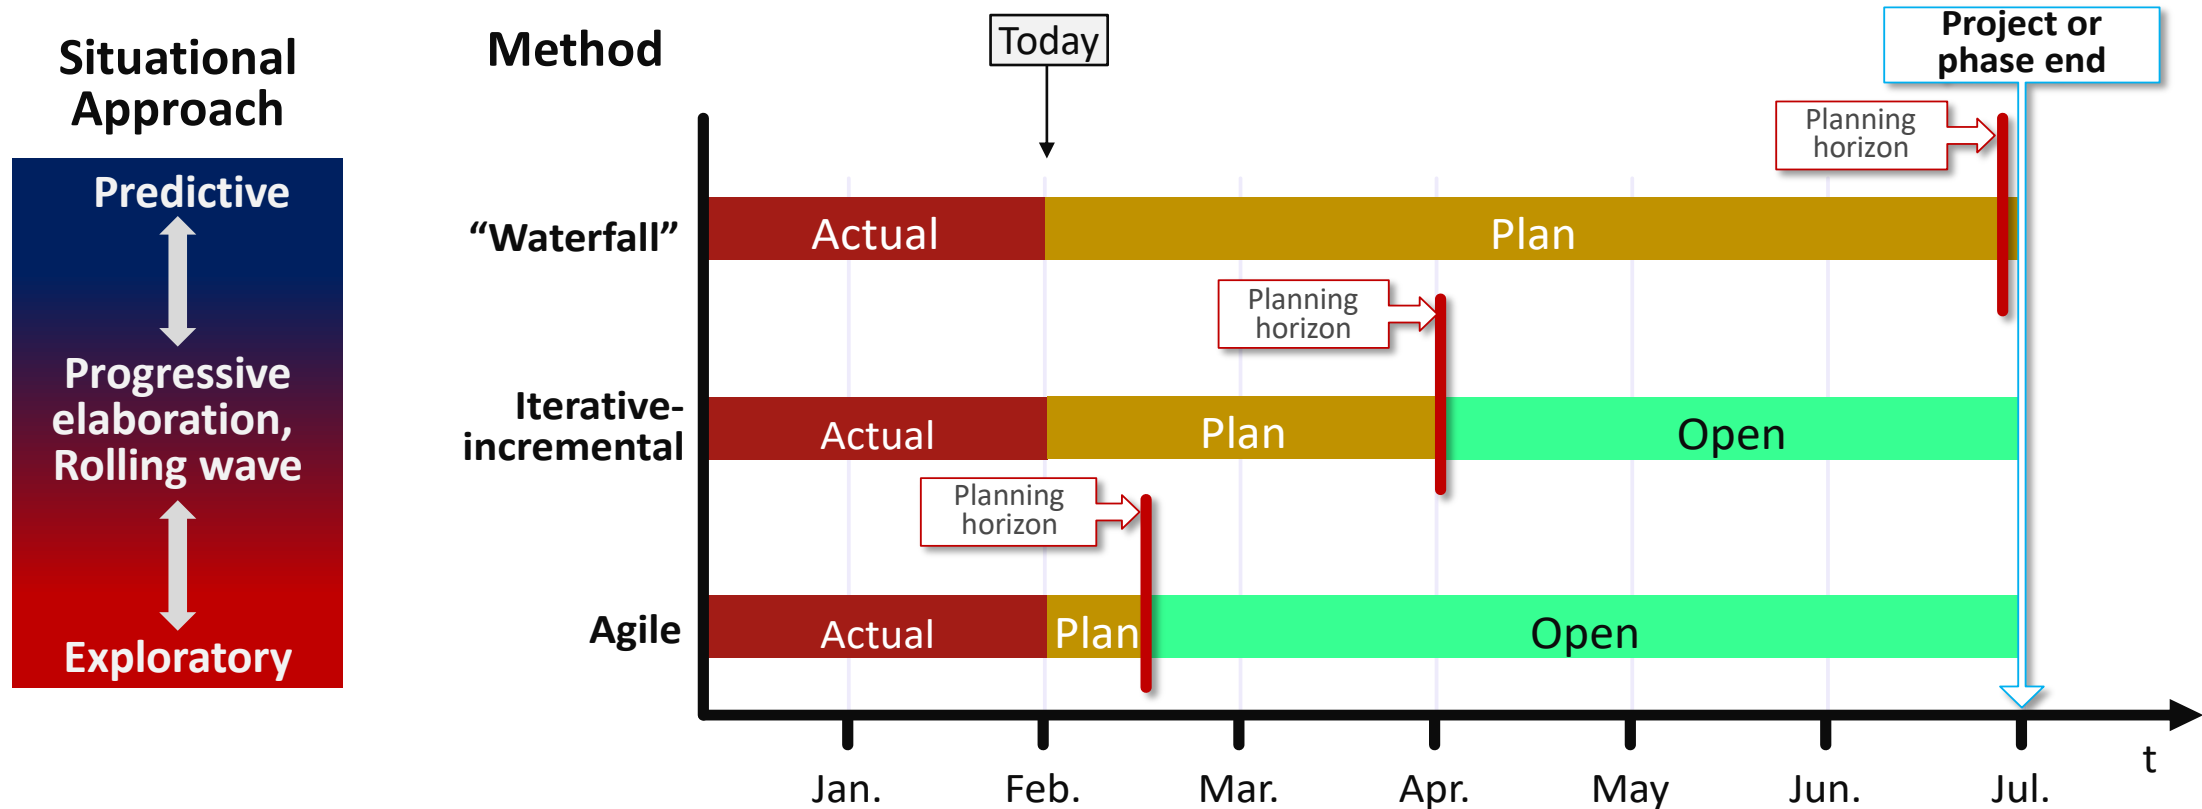 Situational
Approach
Predictive
Progressive
elaboration,
Rolling wave
Exploratory
Method
Today
Project or
phase end
Planning
horizon
“Waterfall”
Actual
Plan
Planning
horizon
Iterative-
incremental
Actual
Plan
Open
Planning
horizon
Agile
Actual
Plan
Open
t
Jan.
Feb.
Mar.
Apr.
May
Jun.
Jul.